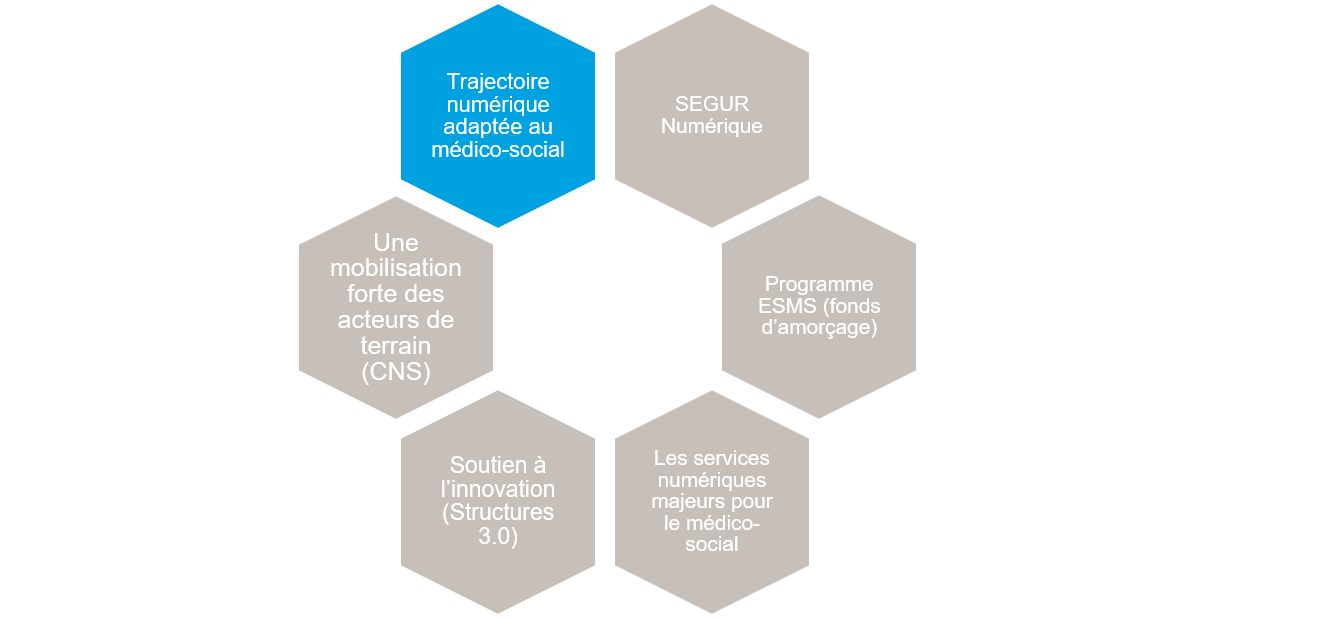 Trajectoire
numérique
adaptée au
médico-social
SEGUR
Numérique
Une
mobilisation
forte des
acteurs de
terrain
(CNS)
Programme
ESMS (fonds
d’amorçage)
Soutien à
l’innovation
(Structures
3.0)
Les services
numériques
majeurs pour
le médico-
social